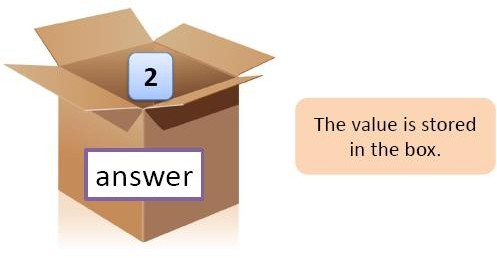 2
answer
The value is stored
in the box.